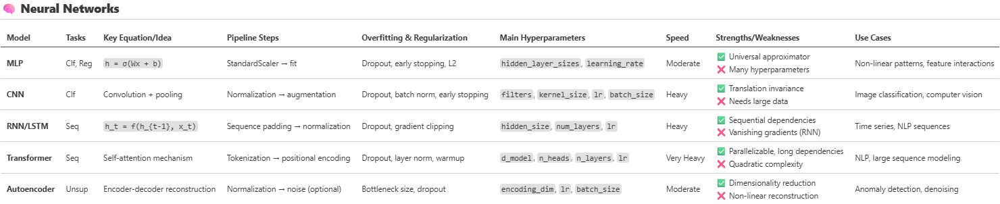 🧠 Neural Networks
Model Tasks Key Equation/Idea Pipeline Steps Overfitting & Regularization Main Hyperparameters Speed Strengths/Weaknesses Use Cases
MLP Clf, Reg h = σ(Wx + b) StandardScaler → fit Dropout, early stopping, L2 hidden_layer_sizes, learning_rate Moderate ✅ Universal approximator
❌ Many hyperparameters Non-linear patterns, feature interactions
CNN Clf Convolution + pooling Normalization → augmentation Dropout, batch norm, early stopping filters, kernel_size, lr, batch_size Heavy ✅ Translation invariance
❌ Needs large data Image classification, computer vision
RNN/LSTM Seq h_t = f(h_{t-1}, x_t) Sequence padding → normalization Dropout, gradient clipping hidden_size, num_layers, lr Heavy ✅ Sequential dependencies
❌ Vanishing gradients (RNN) Time series, NLP sequences
Transformer Seq Self-attention mechanism Tokenization → positional encoding Dropout, layer norm, warmup d_model, n_heads, n_layers, lr Very Heavy ✅ Parallelizable, long dependencies
❌ Quadratic complexity NLP, large sequence modeling
Autoencoder Unsup Encoder-decoder reconstruction Normalization → noise (optional) Bottleneck size, dropout encoding_dim, lr, batch_size Moderate ✅ Dimensionality reduction
❌ Non-linear reconstruction Anomaly detection, denoising